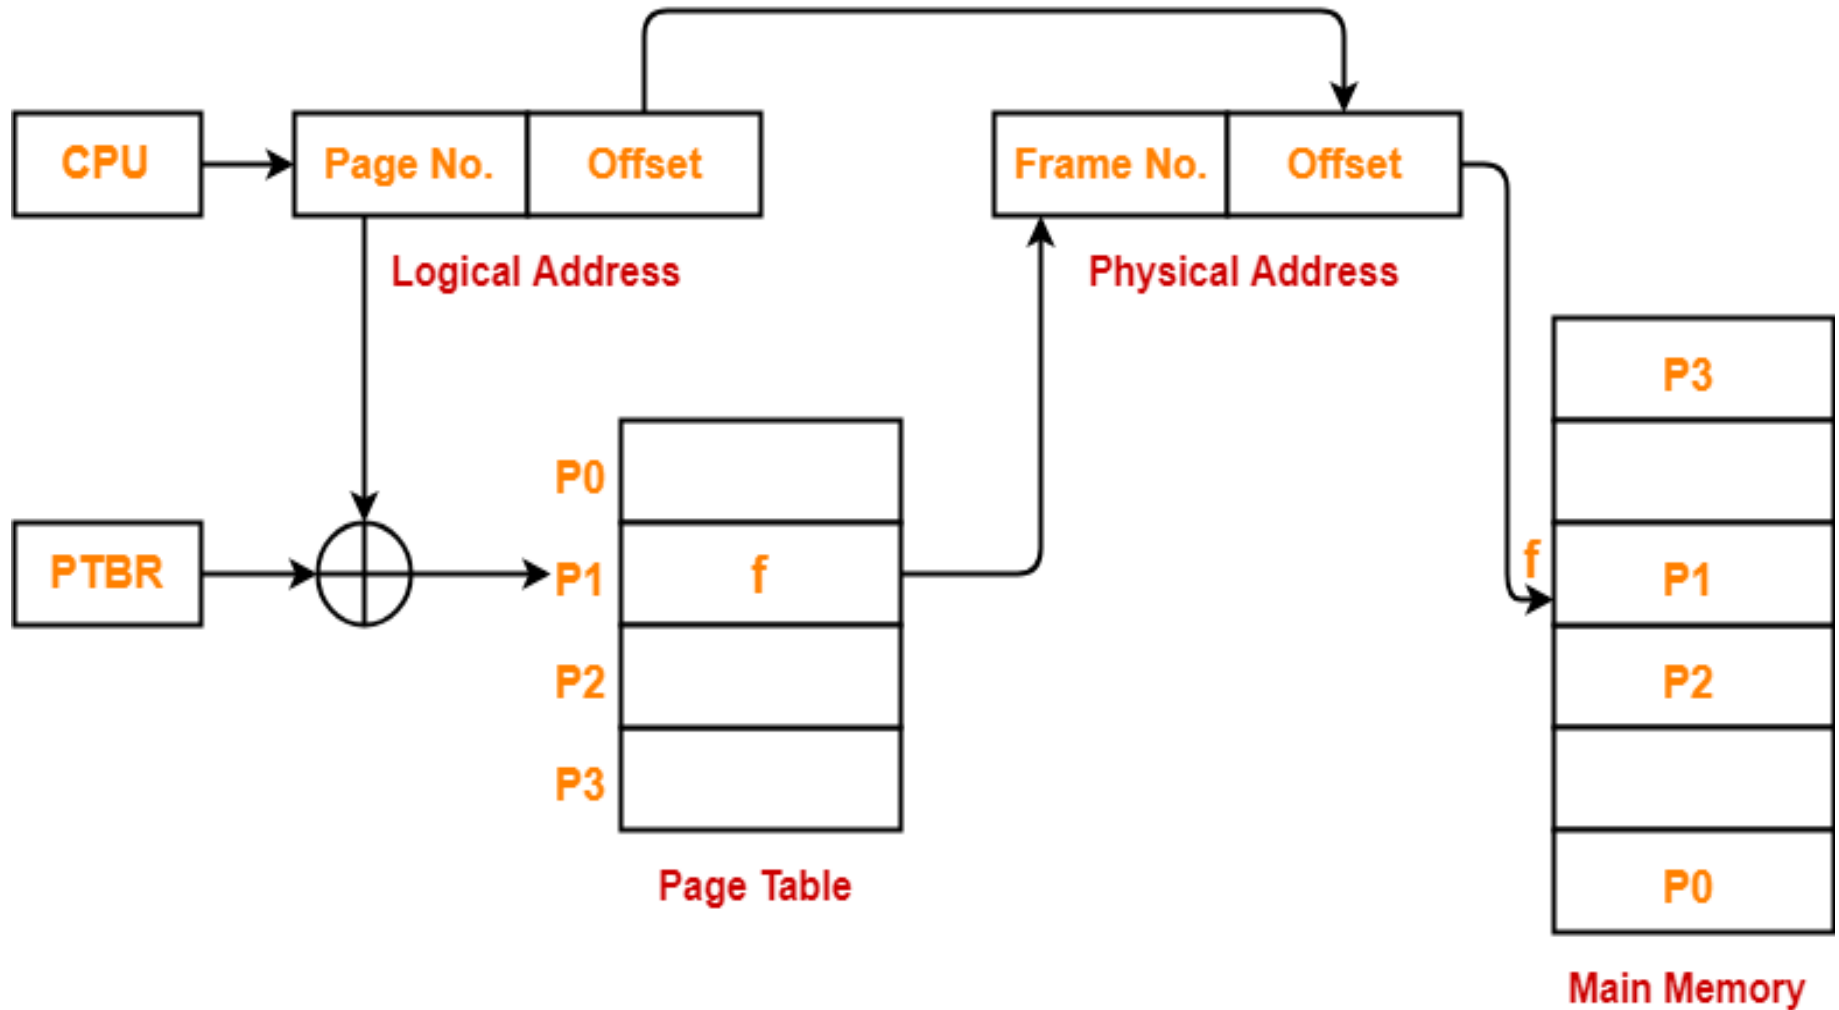 CPU
Page No.
Offset
Frame No.
Offset
Logical Address
Physical Address
P3
P0
PTBR
P1
f
f
P1
P2
P2
P3
P0
Page Table
Main Memory